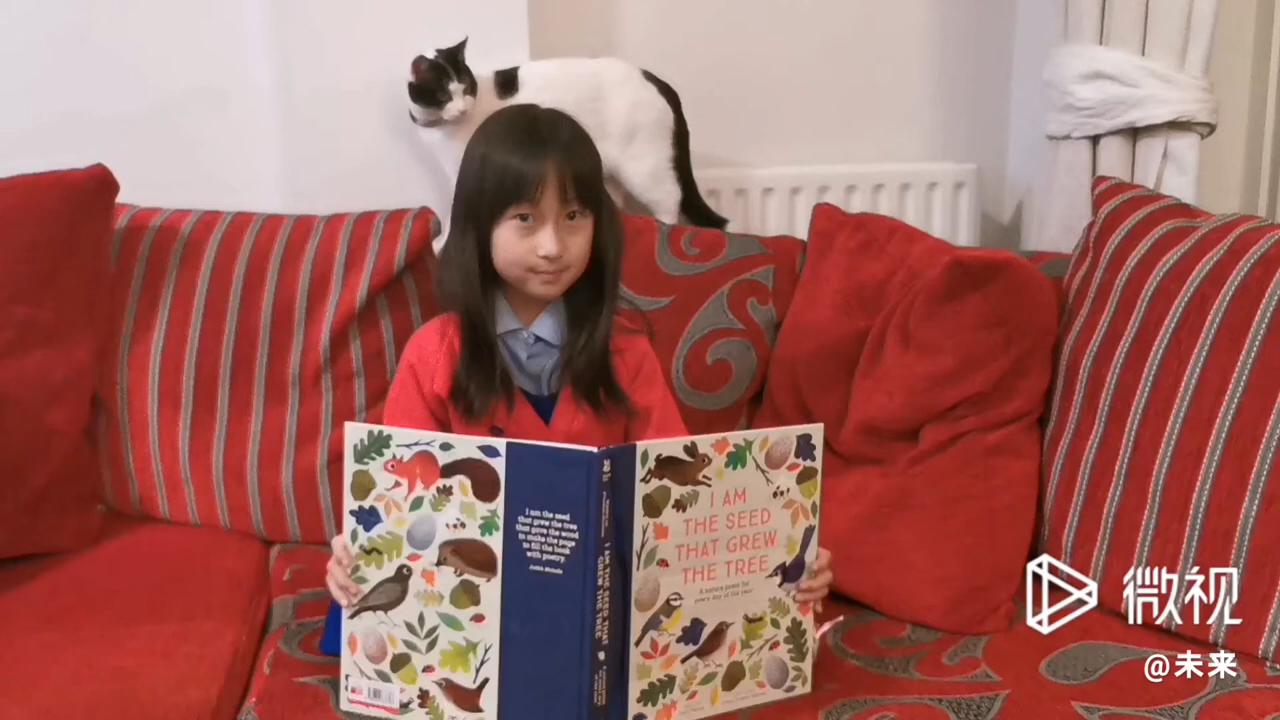 I am the seed
that grew the tree
that gave the wood
to make the page
to fill the book
with poetry.
Judith Nicholls
I AM THE SEED THAT
GREW THE TREE
I AM
THE SEED
THAT GREW
THE TREE
A nature poem for
every day of the year
微视
@未来